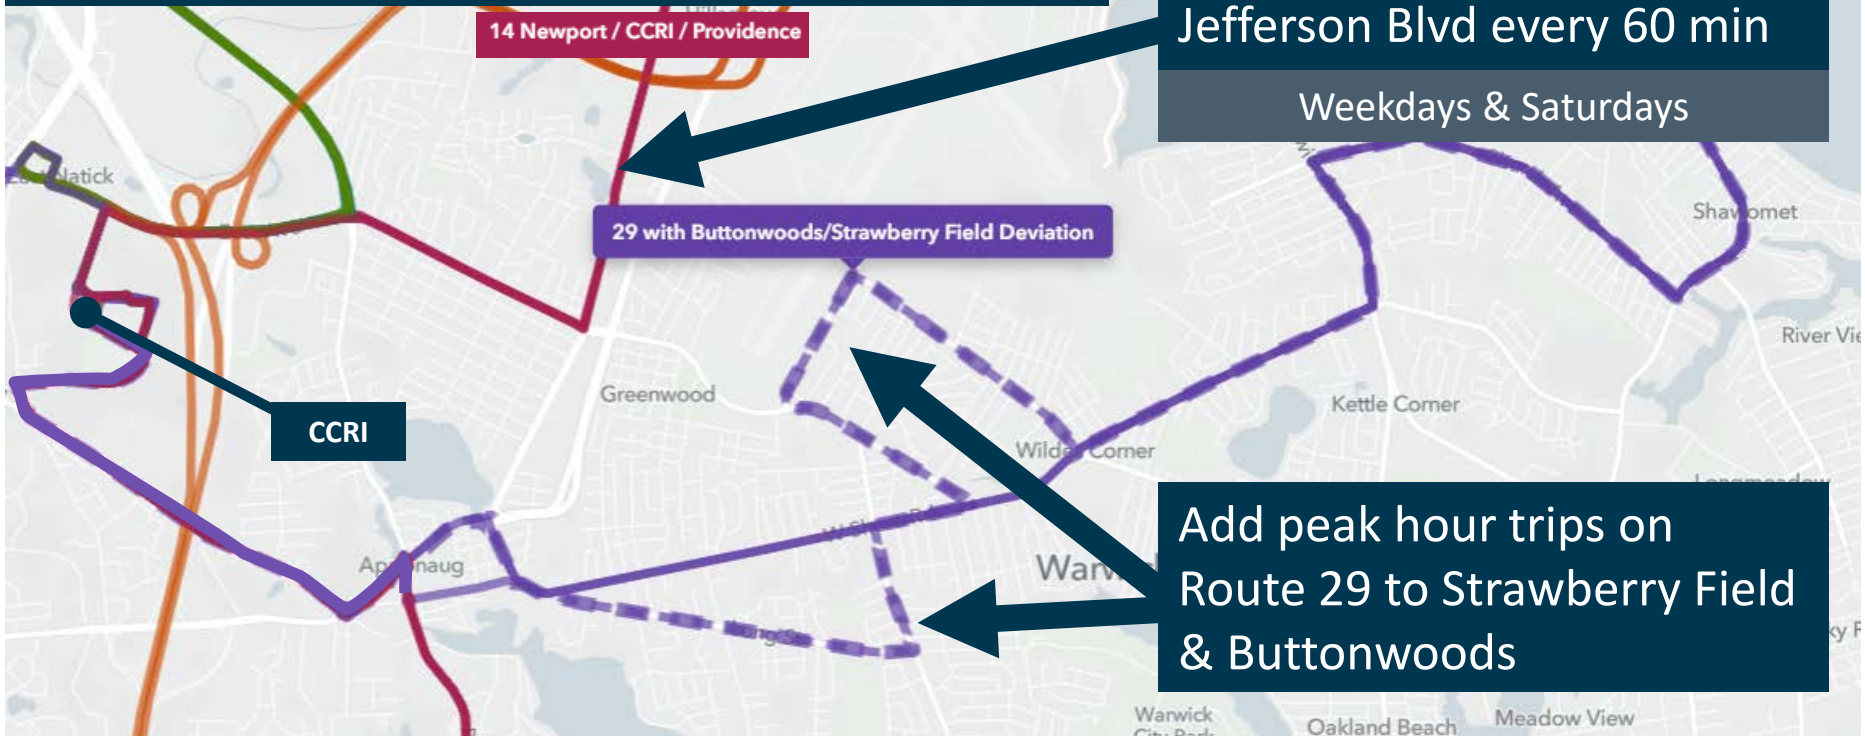 14 Newport / CCRI / Providence
Jefferson Blvd every 60 min
Weekdays & Saturdays
Natick
Shawomet
29 with Buttonwoods/Strawberry Field Deviation
River Vie
Greenwood
Kettle Corner
CCRI
Wildes Corner
Add peak hour trips on
Route 29 to Strawberry Field
& Buttonwoods
Apponaug
Warwick
Oakland Beach
Meadow View